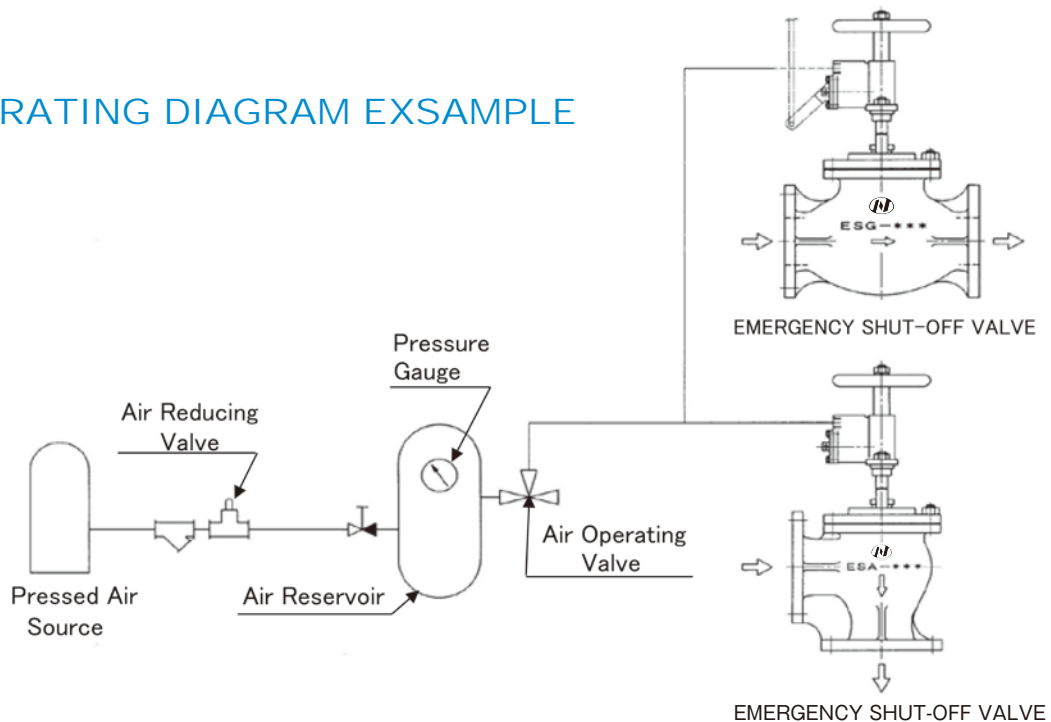 RATING DIAGRAM EXSAMPLE
ESG-***
EMERGENCY SHUT-OFF VALVE
Pressure
Gauge
Air Reducing
Valve
Air Operating
Valve
ESA-***
Pressed Air
Source
Air Reservoir
EMERGENCY SHUT-OFF VALVE